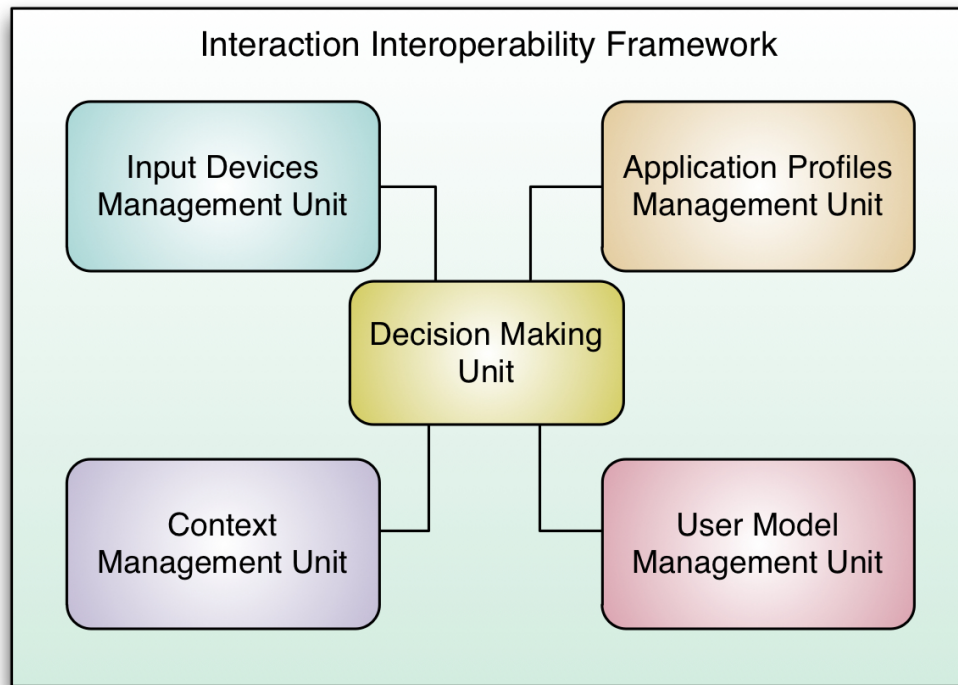 Interaction Interoperability Framework
Input Devices
Management Unit
Application Profiles
Management Unit
Decision Making
Unit
Context
Management Unit
User Model
Management Unit